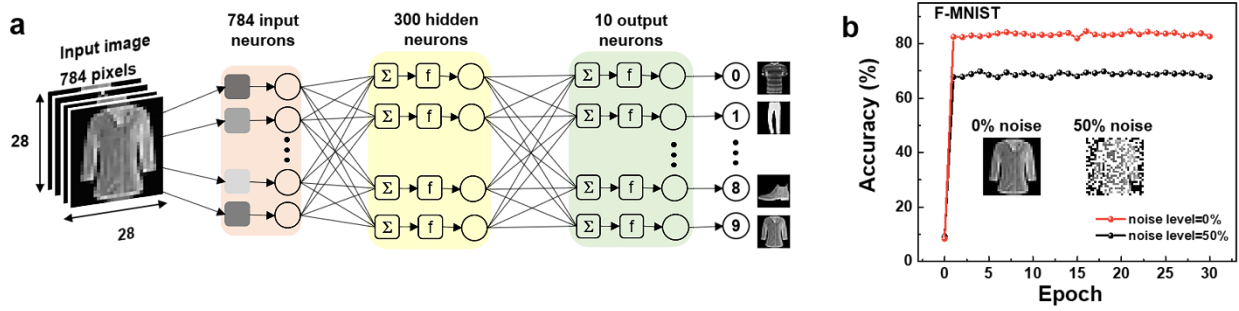 a
Input image
784 pixels
28
28
784 input
neurons
300 hidden
neurons
10 output
neurons
Σ f
Σ f
Σ f
Σ f
Σ f
Σ f
Σ f
Σ f
0
1
8
9
b
F-MNIST
Accuracy (%)
80
60
40
20
0
0% noise
50% noise
noise level=0%
noise level=50%
0 5 10 15 20 25 30
Epoch